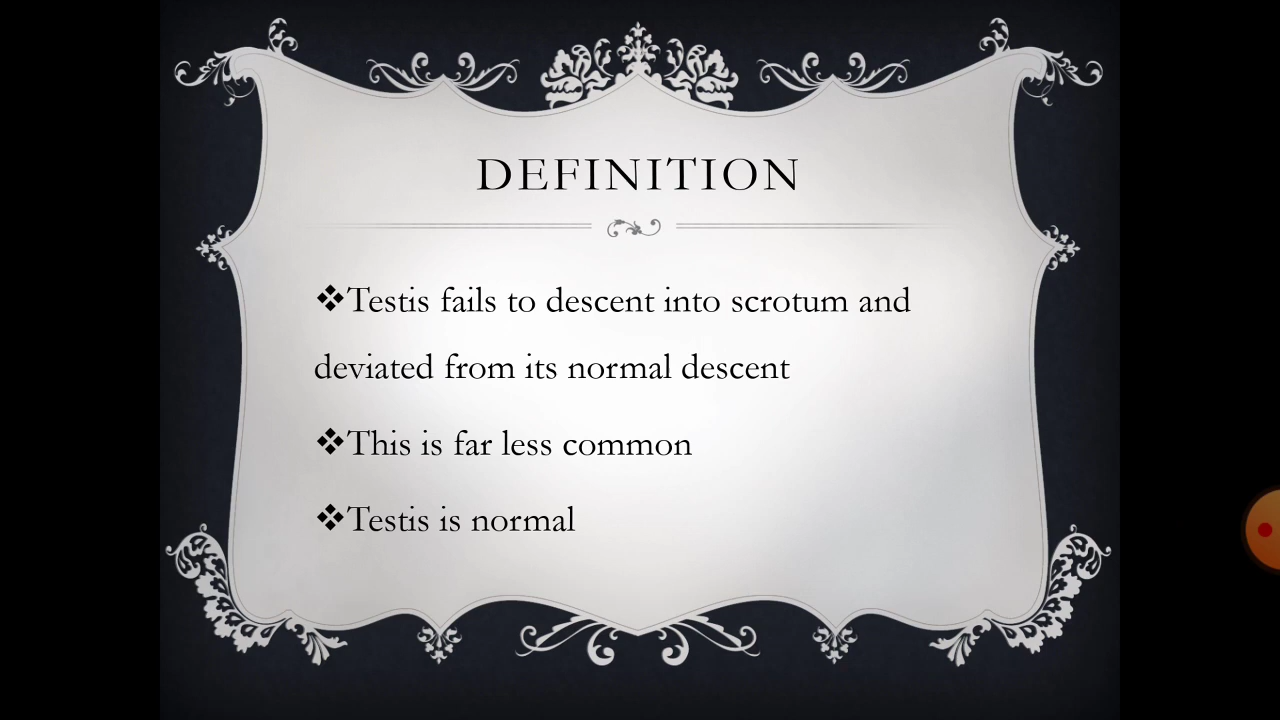 DEFINITION
❖Testis fails to descent into scrotum and
deviated from its normal descent
❖This is far less common
❖Testis is normal